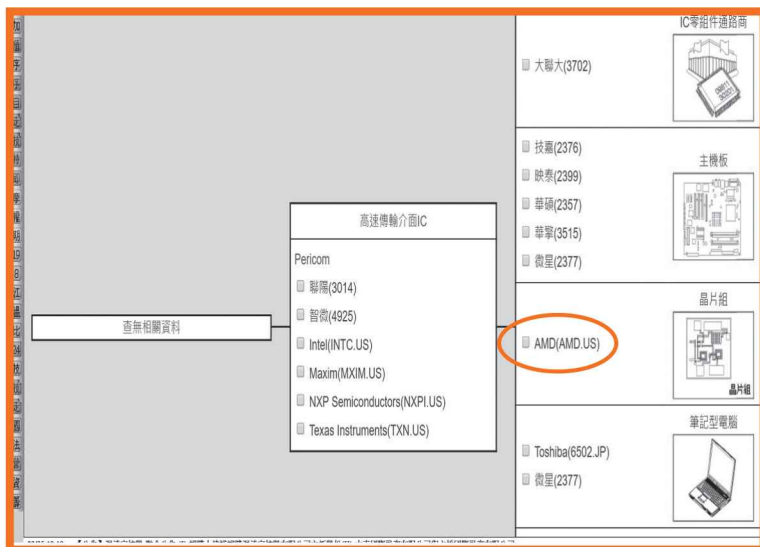 IC零組件通路商
大聯大(3702)
主機板
技嘉(2376)
映泰(2399)
華碩(2357)
華擎(3515)
微星(2377)
高速傳輸介面IC
Pericom
聯陽(3014)
智微(4925)
Intel(INTC.US)
Maxim(MXIM.US)
NXP Semiconductors(NXPI.US)
Texas Instruments(TXN.US)
查無相關資料
晶片組
AMD(AMD.US)
晶片組
筆記型電腦
Toshiba(6502.JP)
微星(2377)